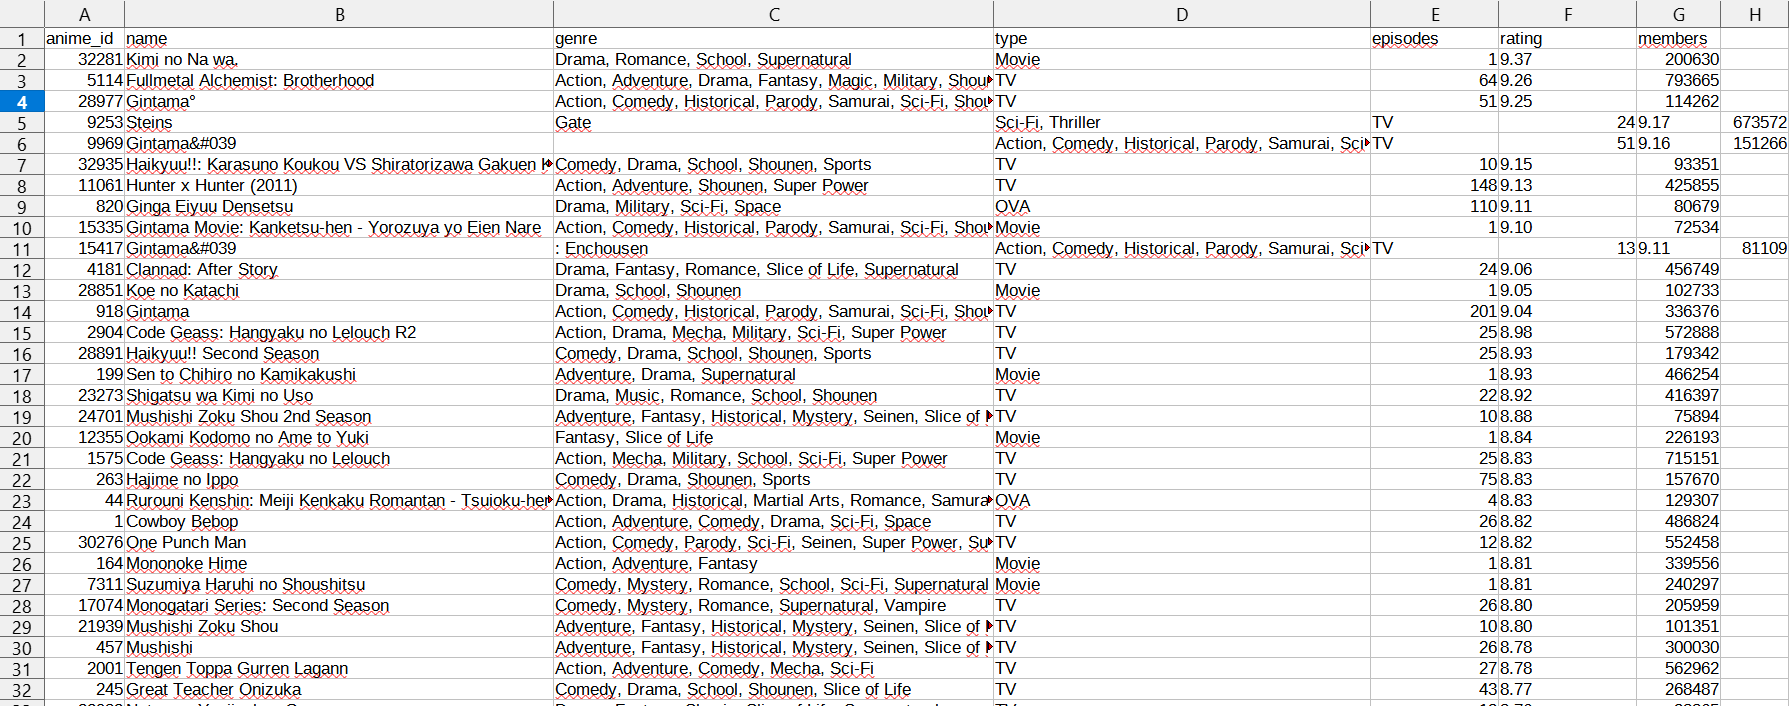 A B C D E F G H
1 anime_id name genre type episodes rating members
2 32281 Kimi no Na wa. Drama, Romance, School, Supernatural Movie 1 9.37 200630
3 5114 Fullmetal Alchemist: Brotherhood Action, Adventure, Drama, Fantasy, Magic, Military, Shou TV 64 9.26 793665
4 28977 Gintama° Action, Comedy, Historical, Parody, Samurai, Sci-Fi, Shou TV 51 9.25 114262
5 9253 Steins Gate Sci-Fi, Thriller TV 24 9.17 673572
6 9969 Gintama&#039 Action, Comedy, Historical, Parody, Samurai, Sci- TV 51 9.16 151266
7 32935 Haikyuu!!: Karasuno Koukou VS Shiratorizawa Gakuen K Comedy, Drama, School, Shounen, Sports TV 10 9.15 93351
8 11061 Hunter x Hunter (2011) Action, Adventure, Shounen, Super Power TV 148 9.13 425855
9 820 Ginga Eiyuu Densetsu Drama, Military, Sci-Fi, Space OVA 110 9.11 80679
10 15335 Gintama Movie: Kanketsu-hen - Yorozuya yo Eien Nare Action, Comedy, Historical, Parody, Samurai, Sci-Fi, Shou Movie 1 9.10 72534
11 15417 Gintama&#039 : Enchousen Action, Comedy, Historical, Parody, Samurai, Sci- TV 13 9.11 81109
12 4181 Clannad: After Story Drama, Fantasy, Romance, Slice of Life, Supernatural TV 24 9.06 456749
13 28851 Koe no Katachi Drama, School, Shounen Movie 1 9.05 102733
14 918 Gintama Action, Comedy, Historical, Parody, Samurai, Sci-Fi, Shou TV 201 9.04 336376
15 2904 Code Geass: Hangyaku no Lelouch R2 Action, Drama, Mecha, Military, Sci-Fi, Super Power TV 25 8.98 572888
16 28891 Haikyuu!! Second Season Comedy, Drama, School, Shounen, Sports TV 25 8.93 179342
17 199 Sen to Chihiro no Kamikakushi Adventure, Drama, Supernatural Movie 1 8.93 466254
18 23273 Shigatsu wa Kimi no Uso Drama, Music, Romance, School, Shounen TV 22 8.92 416397
19 24701 Mushishi Zoku Shou 2nd Season Adventure, Fantasy, Historical, Mystery, Seinen, Slice of TV 10 8.88 75894
20 12355 Ookami Kodomo no Ame to Yuki Fantasy, Slice of Life Movie 1 8.84 226193
21 1575 Code Geass: Hangyaku no Lelouch Action, Mecha, Military, School, Sci-Fi, Super Power TV 25 8.83 715151
22 263 Hajime no Ippo Comedy, Drama, Shounen, Sports TV 75 8.83 157670
23 44 Rurouni Kenshin: Meiji Kenkaku Romantan - Tsuioku-hen Action, Drama, Historical, Martial Arts, Romance, Samura OVA 4 8.83 129307
24 1 Cowboy Bebop Action, Adventure, Comedy, Drama, Sci-Fi, Space TV 26 8.82 486824
25 30276 One Punch Man Action, Comedy, Parody, Sci-Fi, Seinen, Super Power, Su TV 12 8.82 552458
26 164 Mononoke Hime Action, Adventure, Fantasy Movie 1 8.81 339556
27 7311 Suzumiya Haruhi no Shoushitsu Comedy, Mystery, Romance, School, Sci-Fi, Supernatural Movie 1 8.81 240297
28 17074 Monogatari Series: Second Season Comedy, Mystery, Romance, Supernatural, Vampire TV 26 8.80 205959
29 21939 Mushishi Zoku Shou Adventure, Fantasy, Historical, Mystery, Seinen, Slice of TV 10 8.80 101351
30 457 Mushishi Adventure, Fantasy, Historical, Mystery, Seinen, Slice of TV 26 8.78 300030
31 2001 Tengen Toppa Gurren Lagann Action, Adventure, Comedy, Mecha, Sci-Fi TV 27 8.78 562962
32 245 Great Teacher Onizuka Comedy, Drama, School, Shounen, Slice of Life TV 43 8.77 268487